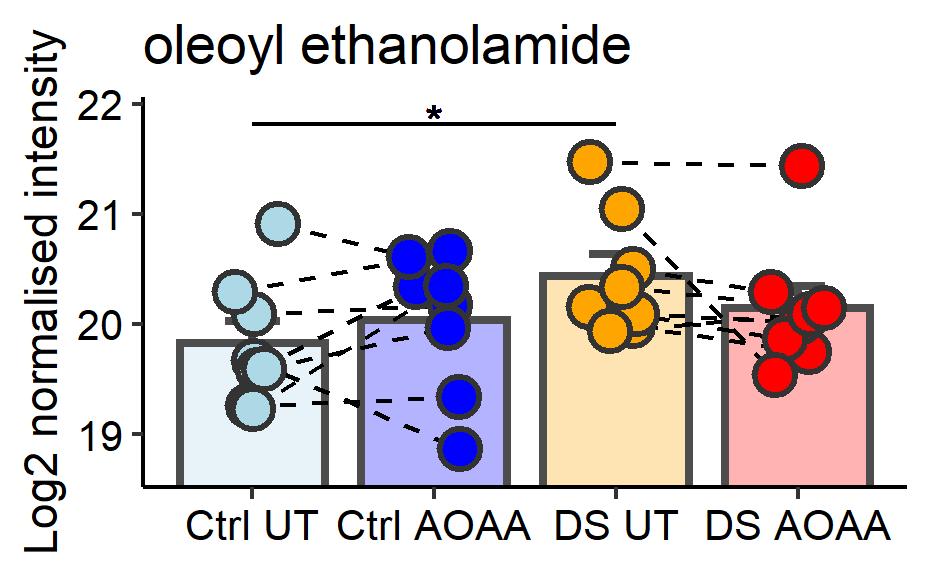 oleoyl ethanolamide
Log2 normalised intensity
22
21
20
19
*
Ctrl UT
Ctrl AOAA
DS UT
DS AOAA